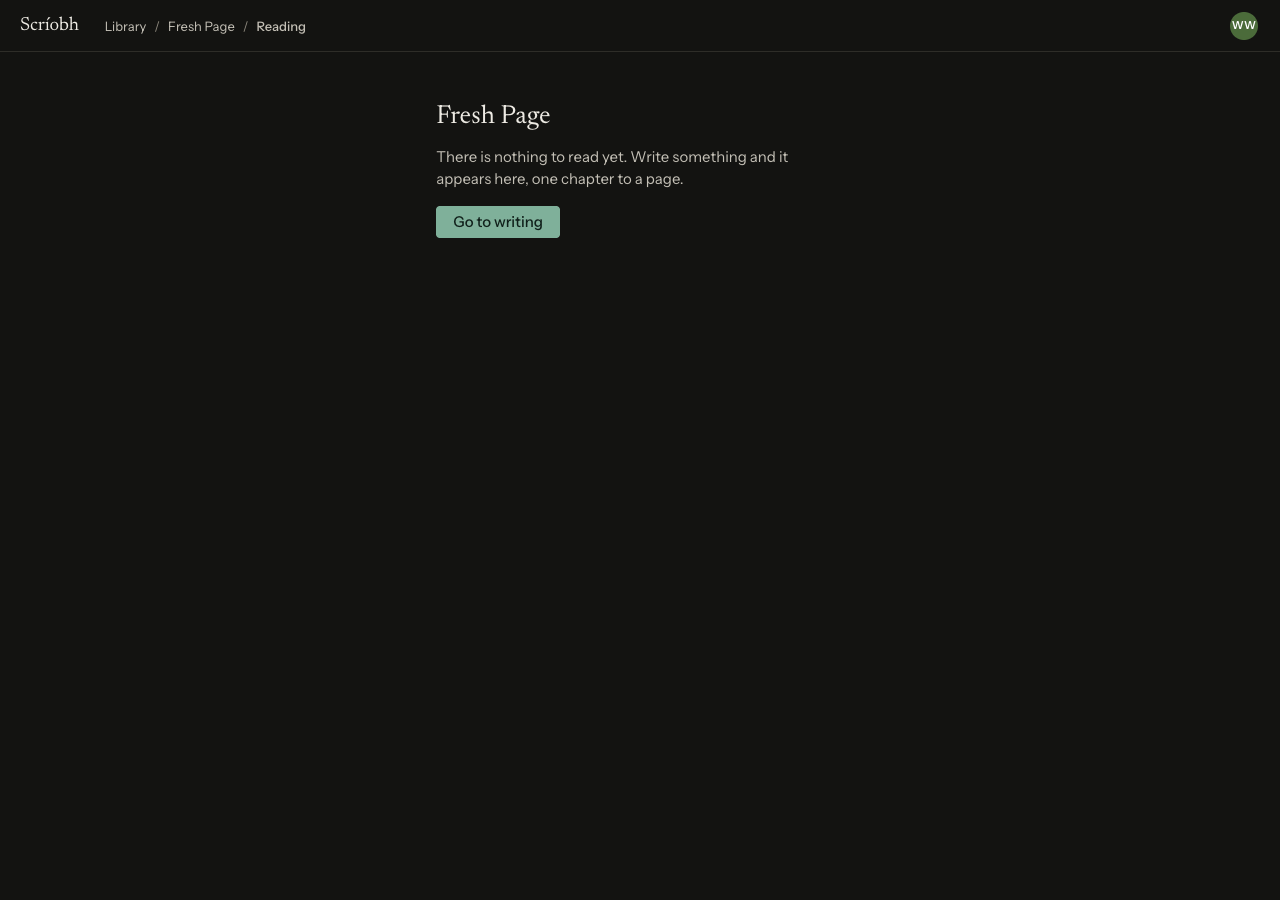 Scríobh
Library / Fresh Page / Reading
WW
Fresh Page
There is nothing to read yet. Write something and it
appears here, one chapter to a page.
Go to writing